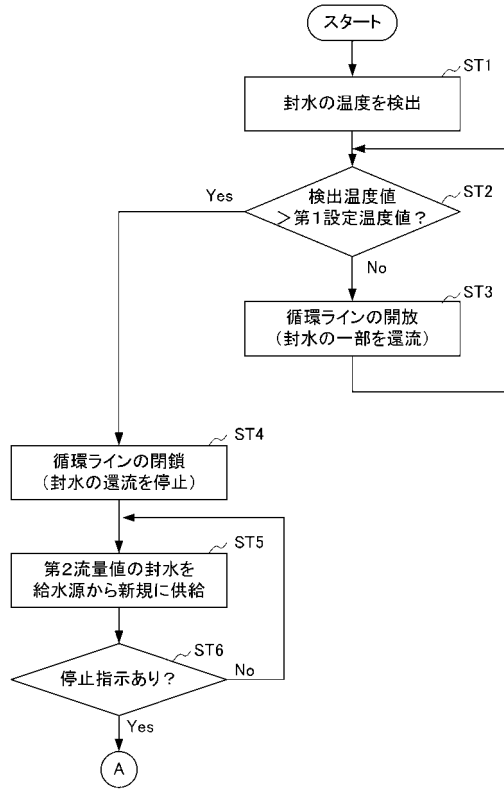 スタート
ST1
封水の温度を検出
ST2
検出温度値
>第1設定温度値?
Yes
No
ST3
循環ラインの開放
(封水の一部を還流)
ST4
循環ラインの閉鎖
(封水の還流を停止)
ST5
第2流量値の封水を
給水源から新規に供給
ST6
停止指示あり?
No
Yes
A